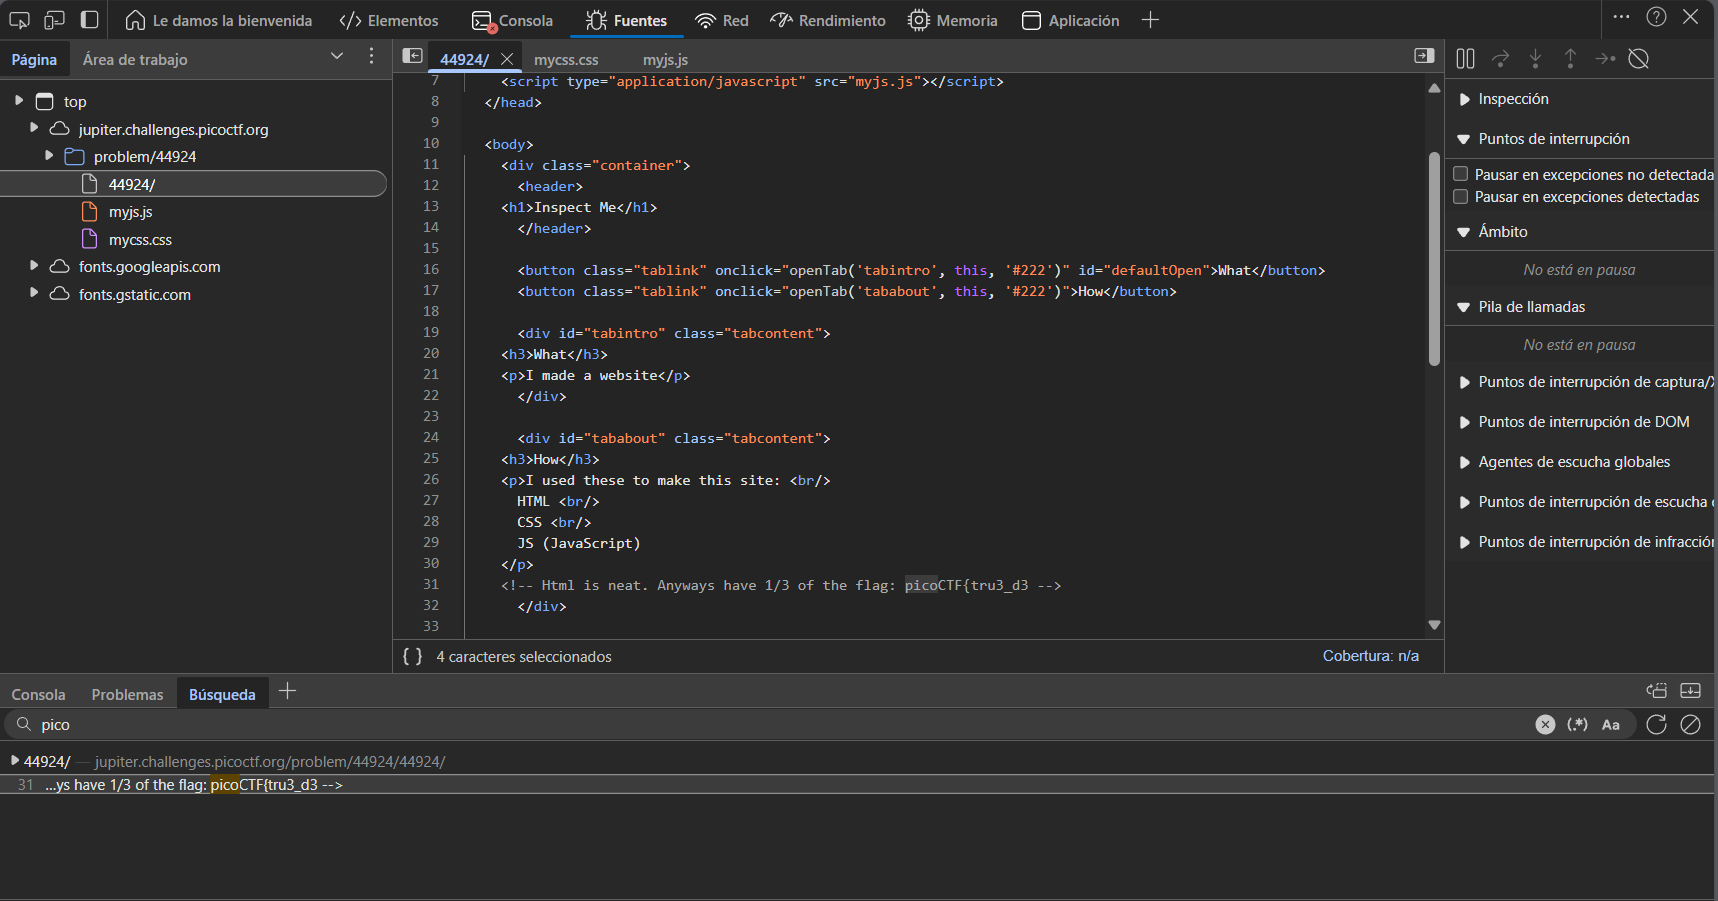 Le damos la bienvenida </> Elementos Consola Fuentes Red Rendimiento Memoria Aplicación
Página Área de trabajo
top
jupiter.challenges.picoctf.org
problem/44924
44924/
myjs.js
mycss.css
fonts.googleapis.com
fonts.gstatic.com
44924/ mycss.css myjs.js
7 <script type="application/javascript" src="myjs.js"></script>
8 </head>
9
10 <body>
11 <div class="container">
12 <header>
13 <h1>Inspect Me</h1>
14 </header>
15
16 <button class="tablink" onclick="openTab('tabintro', this, '#222')" id="defaultOpen">What</button>
17 <button class="tablink" onclick="openTab('tababout', this, '#222')">How</button>
18
19 <div id="tabintro" class="tabcontent">
20 <h3>What</h3>
21 <p>I made a website</p>
22 </div>
23
24 <div id="tababout" class="tabcontent">
25 <h3>How</h3>
26 <p>I used these to make this site: <br/>
27 HTML <br/>
28 CSS <br/>
29 JS (JavaScript)
30 </p>
31 <!-- Html is neat. Anyways have 1/3 of the flag: picoCTF{tru3_d3 -->
32 </div>
33
{ } 4 caracteres seleccionados Cobertura: n/a
Inspección
Puntos de interrupción
Pausar en excepciones no detectada
Pausar en excepciones detectadas
Ámbito
No está en pausa
Pila de llamadas
No está en pausa
Puntos de interrupción de captura/X
Puntos de interrupción de DOM
Agentes de escucha globales
Puntos de interrupción de escucha
Puntos de interrupción de infracción
Consola Problemas Búsqueda
pico (.*) Aa
44924/ — jupiter.challenges.picoctf.org/problem/44924/44924/
31 ...ys have 1/3 of the flag: picoCTF{tru3_d3 -->